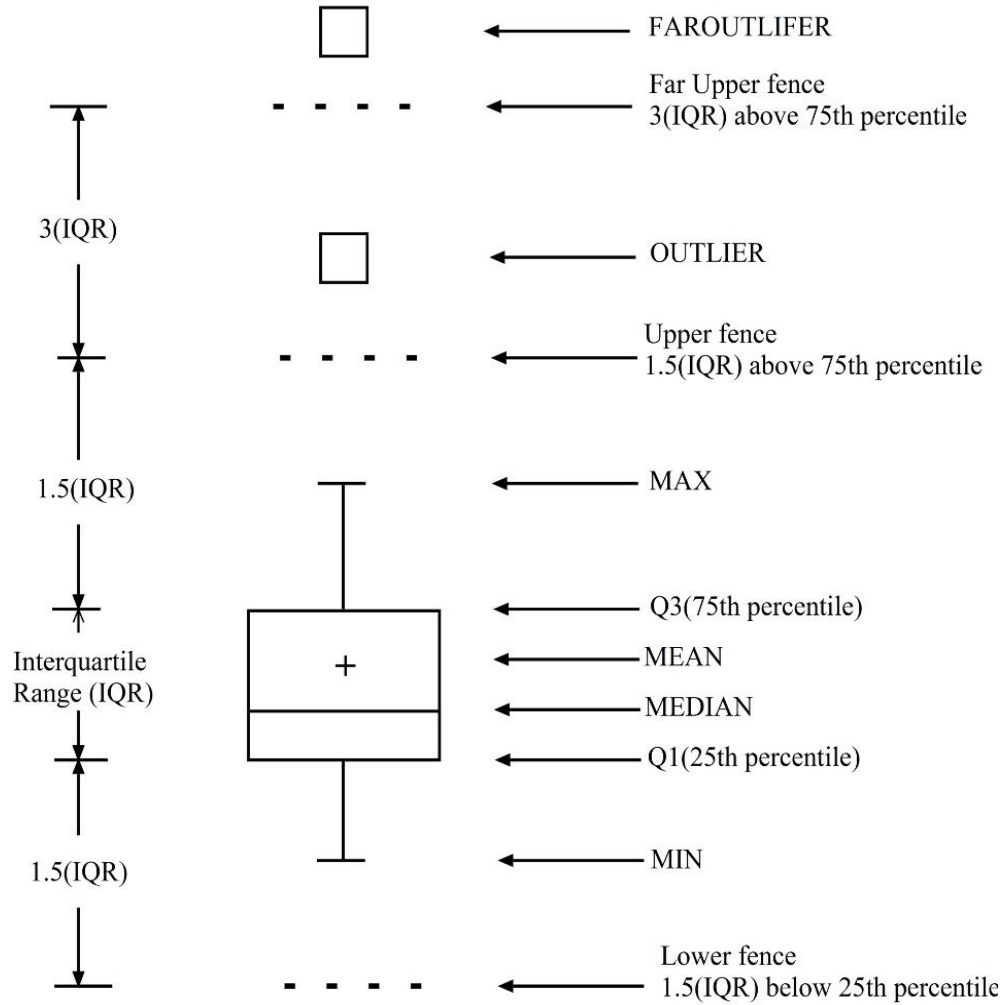 FAROUTLIFER
Far Upper fence
3(IQR) above 75th percentile
3(IQR)
OUTLIER
Upper fence
1.5(IQR) above 75th percentile
1.5(IQR)
MAX
Q3(75th percentile)
Interquartile
Range (IQR)
MEAN
MEDIAN
Q1(25th percentile)
MIN
1.5(IQR)
Lower fence
1.5(IQR) below 25th percentile